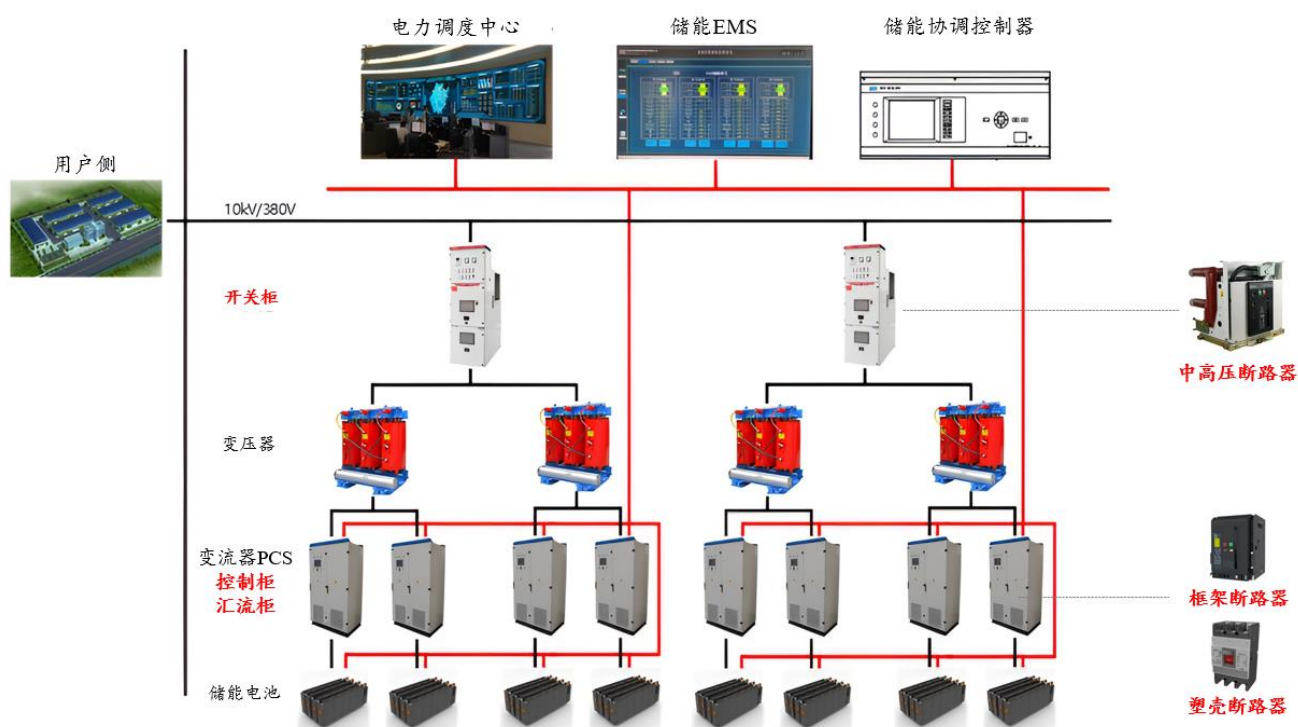 电力调度中心
储能EMS
储能协调控制器
用户侧
10kV/380V
开关柜
中高压断路器
变压器
变流器PCS
控制柜
汇流柜
框架断路器
储能电池
塑壳断路器